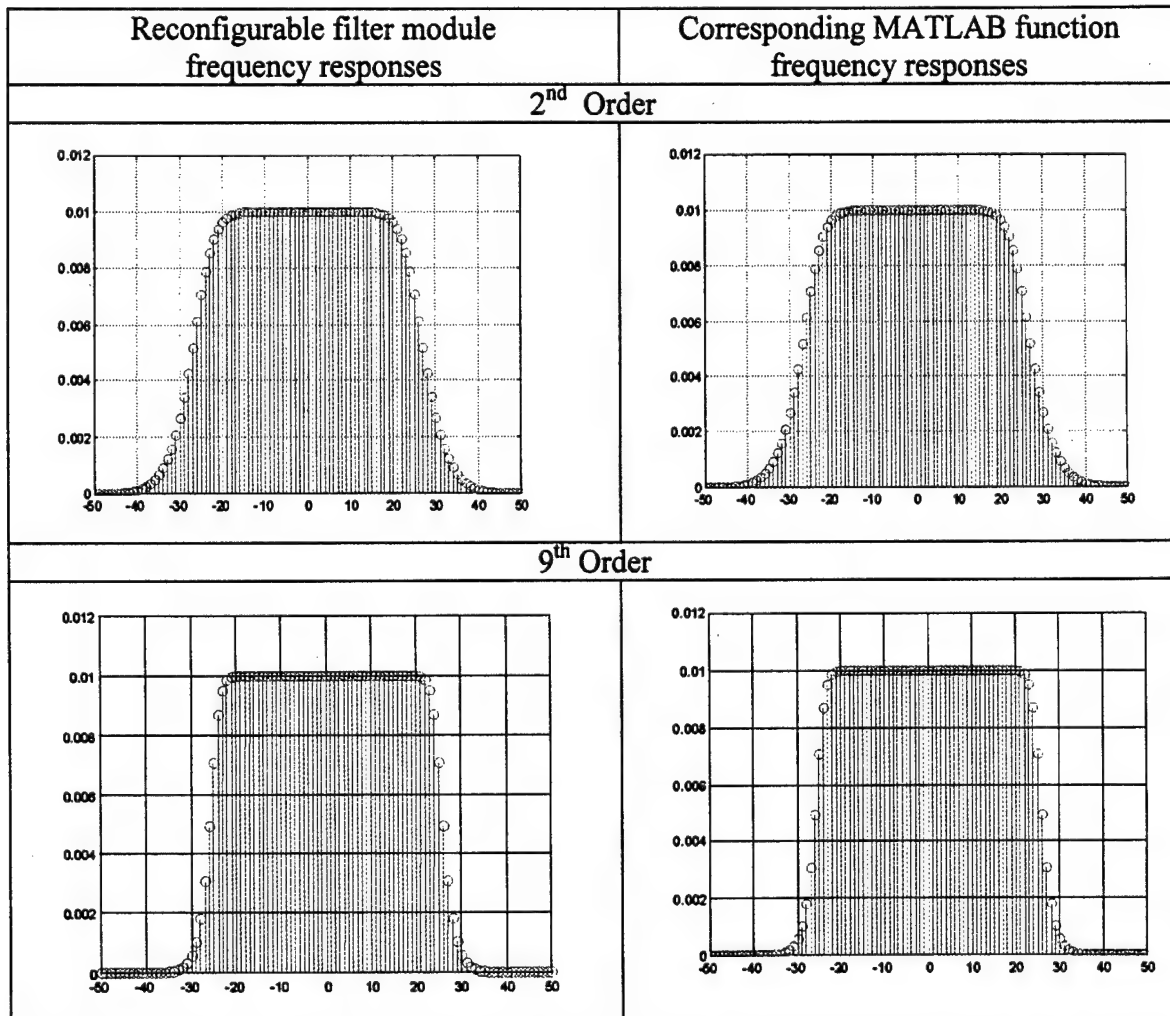 Reconfigurable filter module
frequency responses
Corresponding MATLAB function
frequency responses
2nd Order
0.012
0.01
0.008
0.006
0.004
0.002
0
-50 -40 -30 -20 -10 0 10 20 30 40 50
0.012
0.01
0.008
0.006
0.004
0.002
0
-50 -40 -30 -20 -10 0 10 20 30 40 50
9th Order
0.012
0.01
0.008
0.006
0.004
0.002
0
-50 -40 -30 -20 -10 0 10 20 30 40 50
0.012
0.01
0.008
0.006
0.004
0.002
0
-50 -40 -30 -20 -10 0 10 20 30 40 50